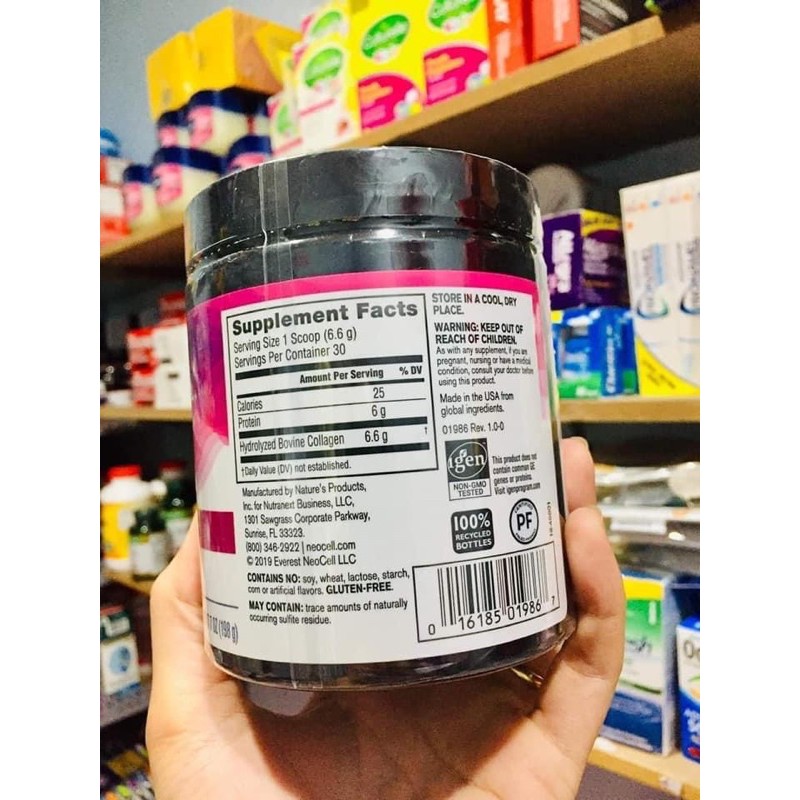 Supplement Facts
Serving Size 1 Scoop (6.6 g)
Servings Per Container 30
Amount Per Serving % DV
Calories 25
Protein 6 g
Hydrolyzed Bovine Collagen 6.6 g †
†Daily Value (DV) not established.
Manufactured by Nature's Products,
Inc. for Nutranext Business, LLC,
1301 Sawgrass Corporate Parkway,
Sunrise, FL 33323.
(800) 346-2922 | neocell.com
© 2019 Everest NeoCell LLC
CONTAINS NO: soy, wheat, lactose, starch,
corn or artificial flavors. GLUTEN-FREE.
MAY CONTAIN: trace amounts of naturally
occurring sulfite residue.
OZ (198 g)
STORE IN A COOL, DRY
PLACE.
WARNING: KEEP OUT OF
REACH OF CHILDREN.
As with any supplement, if you are
pregnant, nursing or have a medical
condition, consult your doctor before
using this product.
Made in the USA from
global ingredients.
01986 Rev. 1.0-0
igen
NON-GMO
TESTED
This product does not
contain common GE
genes or proteins.
Visit igenprogram.com
100%
RECYCLED
BOTTLES
PF
0 16185 01986 7